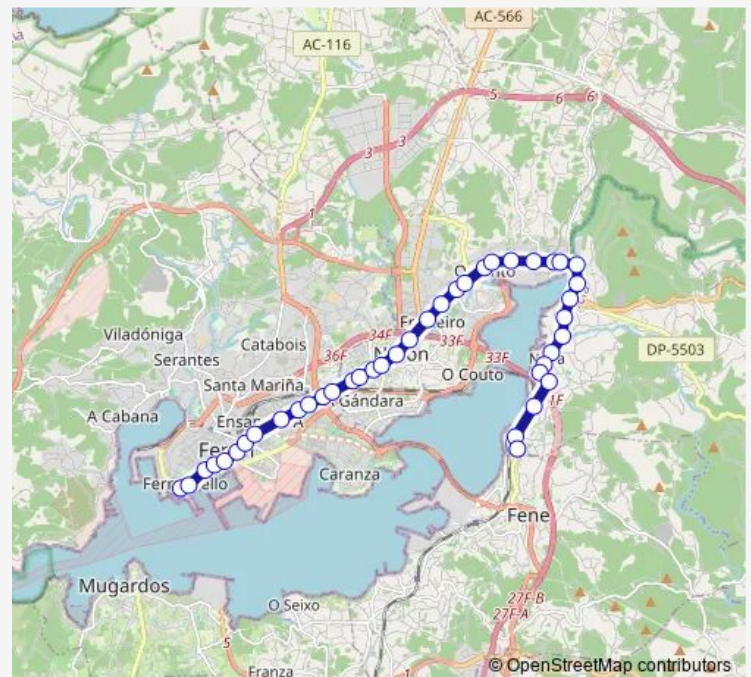 AC-566
AC-116
5
6
6
3
3
1
Viladóniga
Serantes
Catabois
34F
33F
36F
33F
DP-5503
Santa Mariña
O Couto
A Cabana
Gándara
1F
Caranza
Fene
Mugardos
O Seixo
27F-B
27F-A
5
Franza
© OpenStreetMap contributors